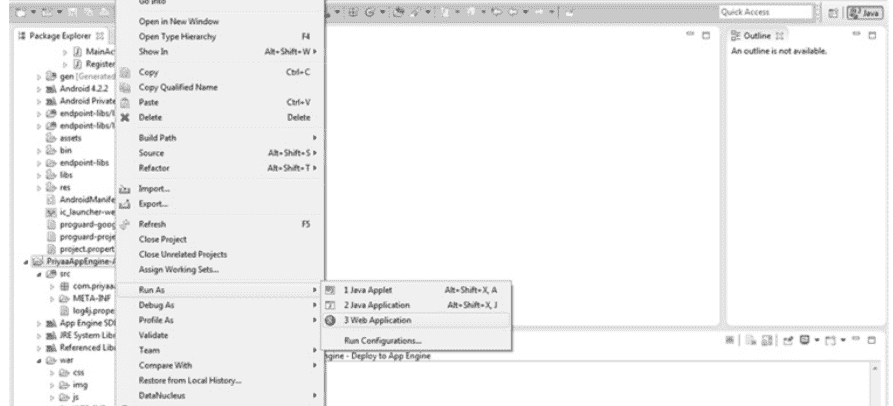 Go Into
Quick Access
Java
Package Explorer
MainAc
Register
gen [Generated
Android 4.2.2
Android Private
endpoint-libs/l
endpoint-libs/l
assets
bin
endpoint-libs
libs
res
AndroidManife
ic_launcher-we
proguard-goog
proguard-proje
project.propert
PriyaaAppEngine-A
src
com.priyaa
META-INF
log4j.prope
App Engine SD
JRE System Libr
Referenced Lib
war
css
img
js
Open in New Window
Open Type Hierarchy F4
Show In Alt+Shift+W
Copy Ctrl+C
Copy Qualified Name
Paste Ctrl+V
Delete Delete
Build Path
Source Alt+Shift+S
Refactor Alt+Shift+T
Import...
Export...
Refresh F5
Close Project
Close Unrelated Projects
Assign Working Sets...
Run As
Debug As
Profile As
Validate
Team
Compare With
Restore from Local History...
DataNucleus
1 Java Applet Alt+Shift+X, A
2 Java Application Alt+Shift+X, J
3 Web Application
Run Configurations...
ngine - Deploy to App Engine
Outline
An outline is not available.